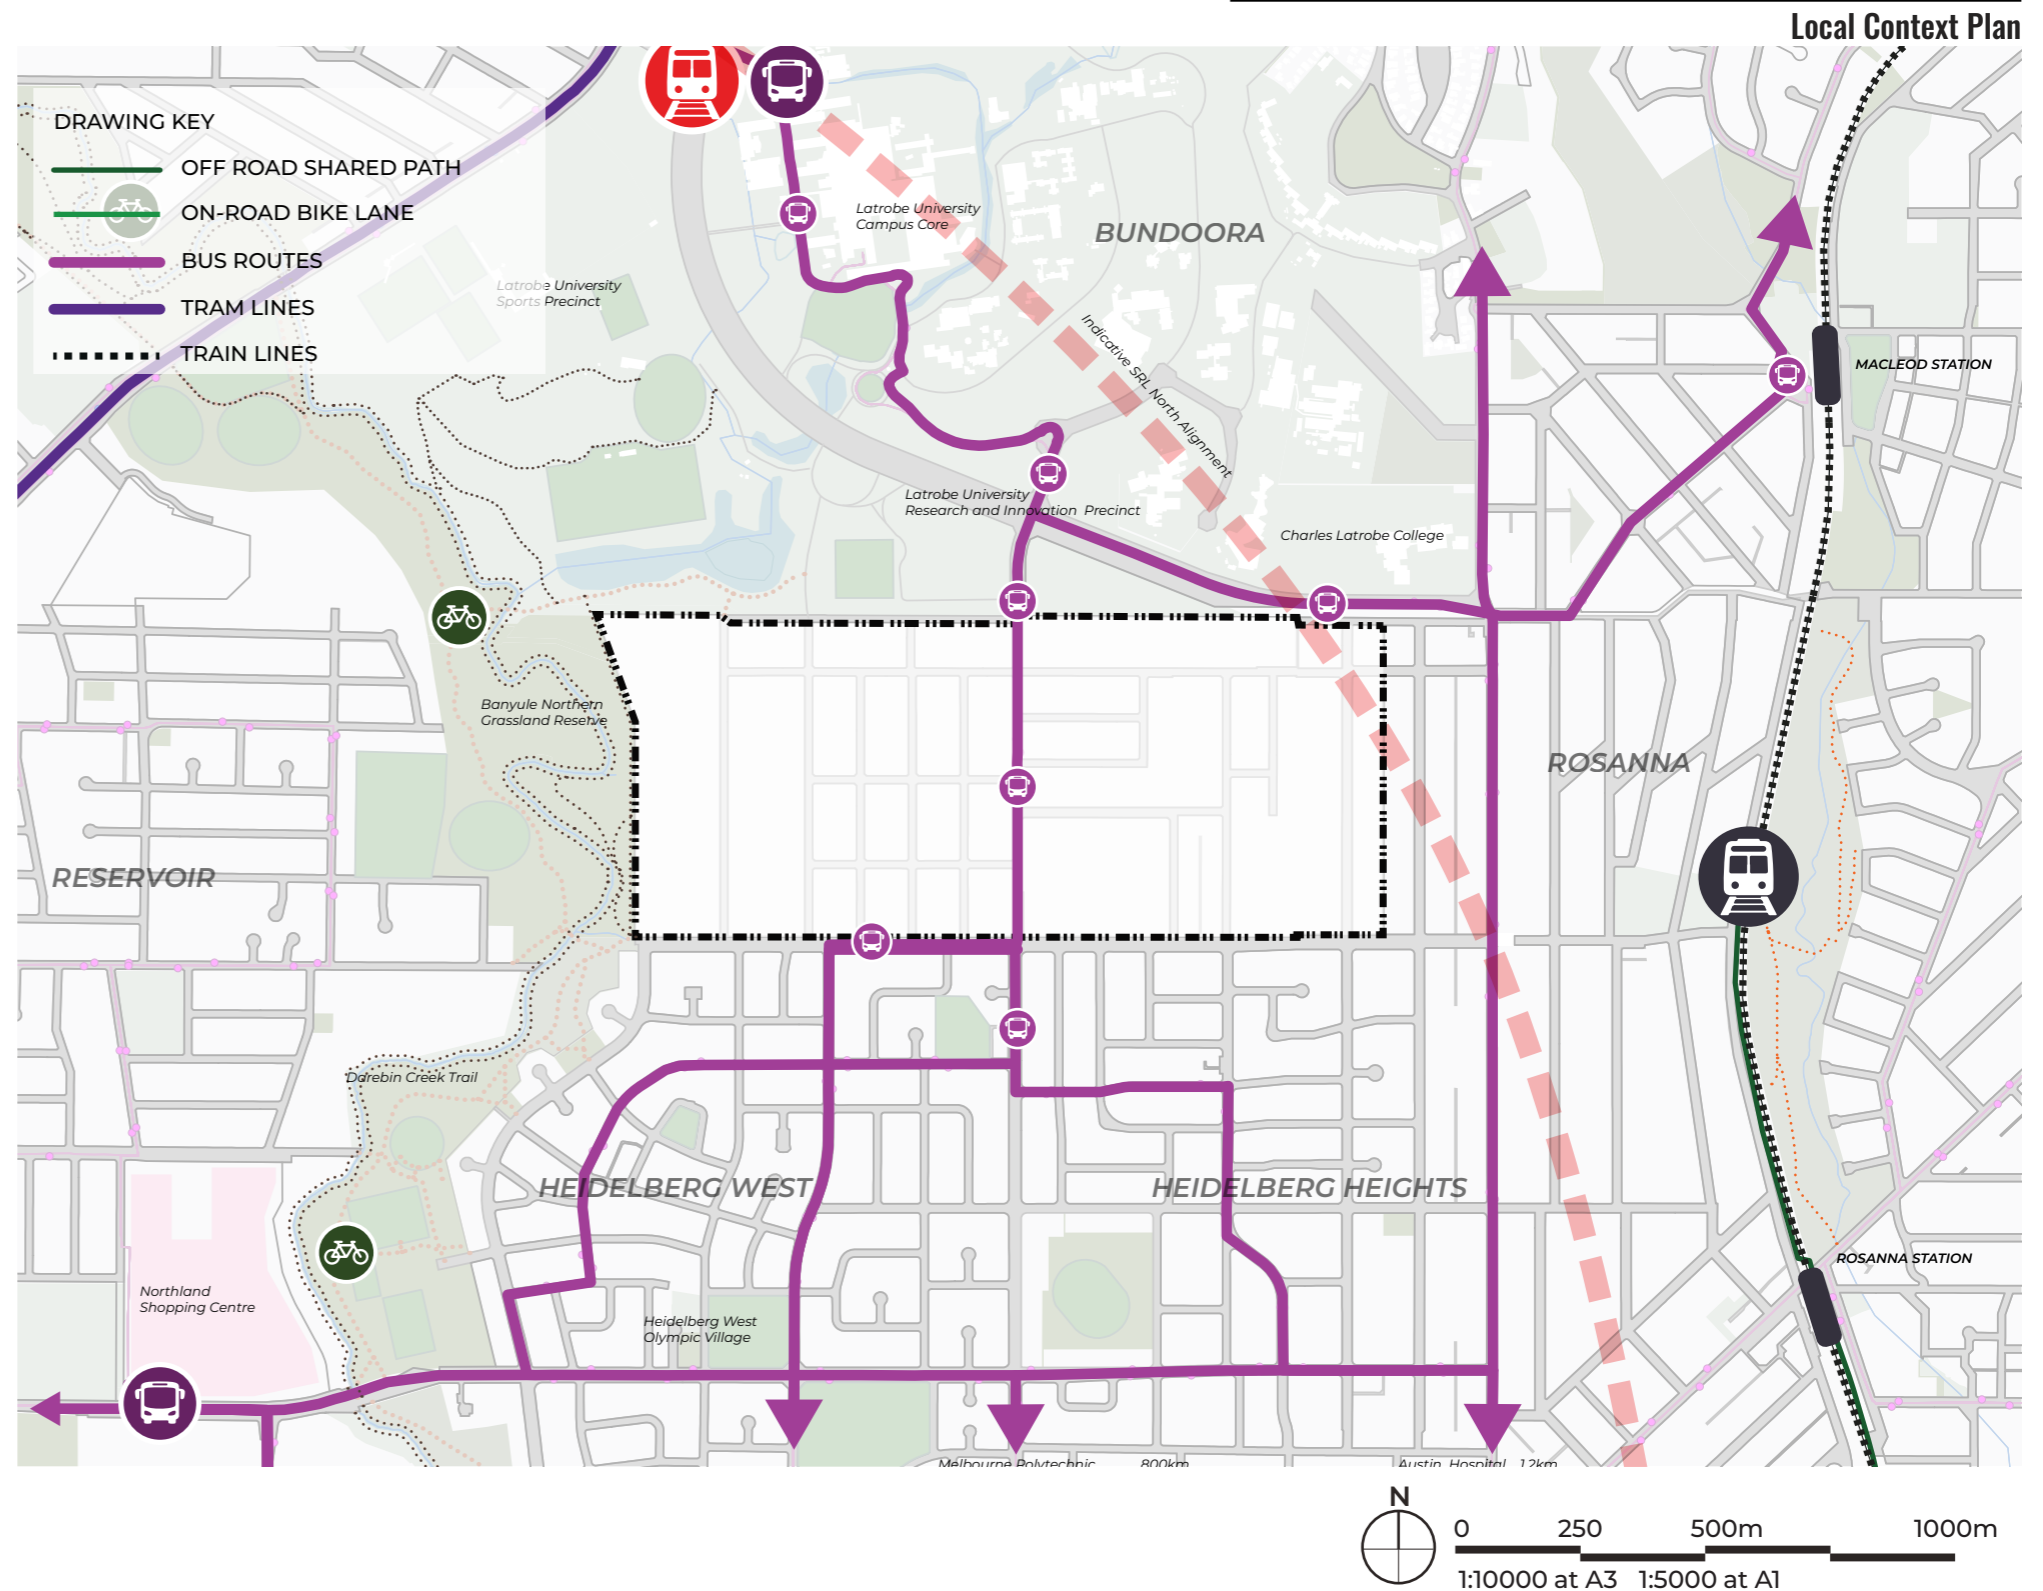 Local Context Plan
DRAWING KEY
OFF ROAD SHARED PATH
ON-ROAD BIKE LANE
BUS ROUTES
TRAM LINES
TRAIN LINES
Latrobe University
Campus Core
BUNDOORA
Latrobe University
Sports Precinct
Indicative SRL North Alignment
MACLEOD STATION
Latrobe University
Research and Innovation Precinct
Charles Latrobe College
Banyule Northern
Grassland Reserve
ROSANNA
RESERVOIR
Darebin Creek Trail
HEIDELBERG WEST
HEIDELBERG HEIGHTS
ROSANNA STATION
Northland
Shopping Centre
Heidelberg West
Olympic Village
Melbourne Polytechnic 800km
Austin Hospital 1.2km
N
0 250 500m 1000m
1:10000 at A3 1:5000 at A1